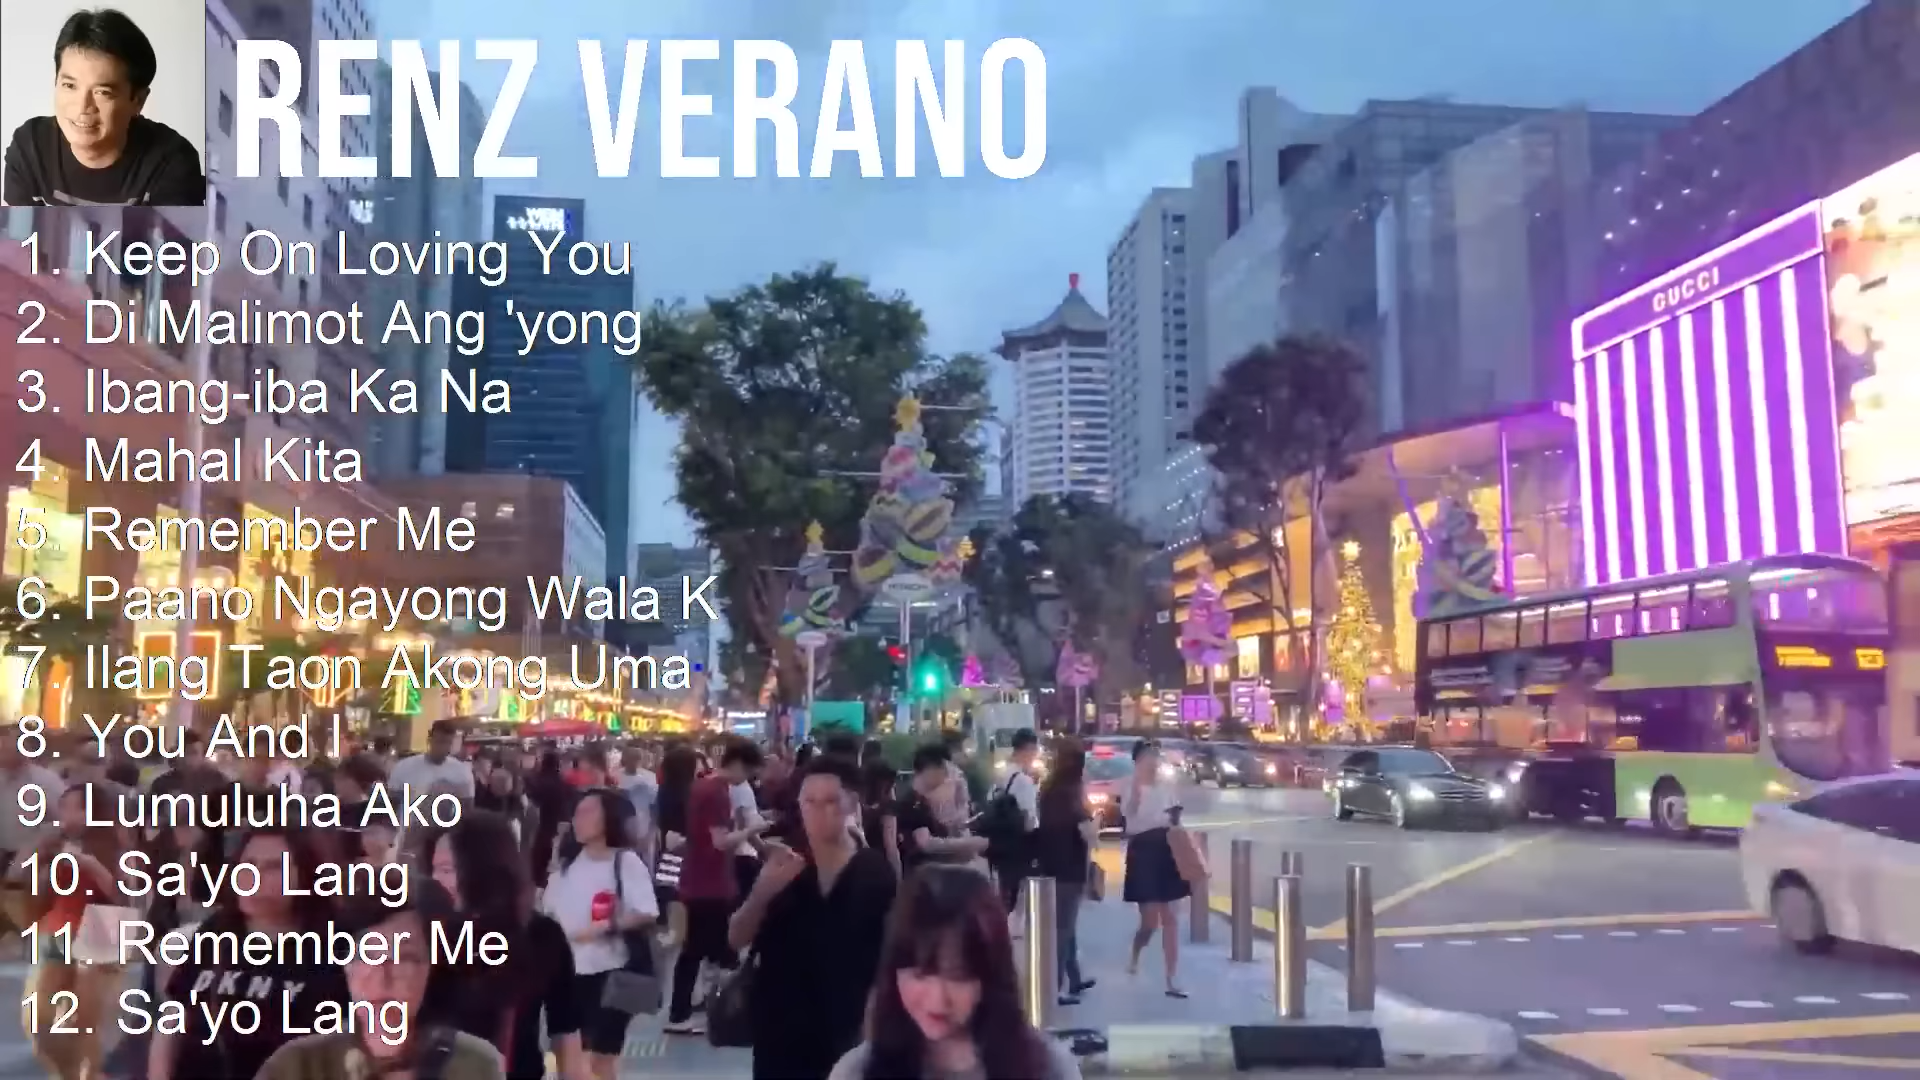 RENZ VERANO
1. Keep On Loving You
2. Di Malimot Ang 'yong
3. Ibang-iba Ka Na
4. Mahal Kita
5. Remember Me
6. Paano Ngayong Wala K
7. Ilang Taon Akong Uma
8. You And I
9. Lumuluha Ako
10. Sa'yo Lang
11. Remember Me
12. Sa'yo Lang
GUCCI
HITACHI
DKNY